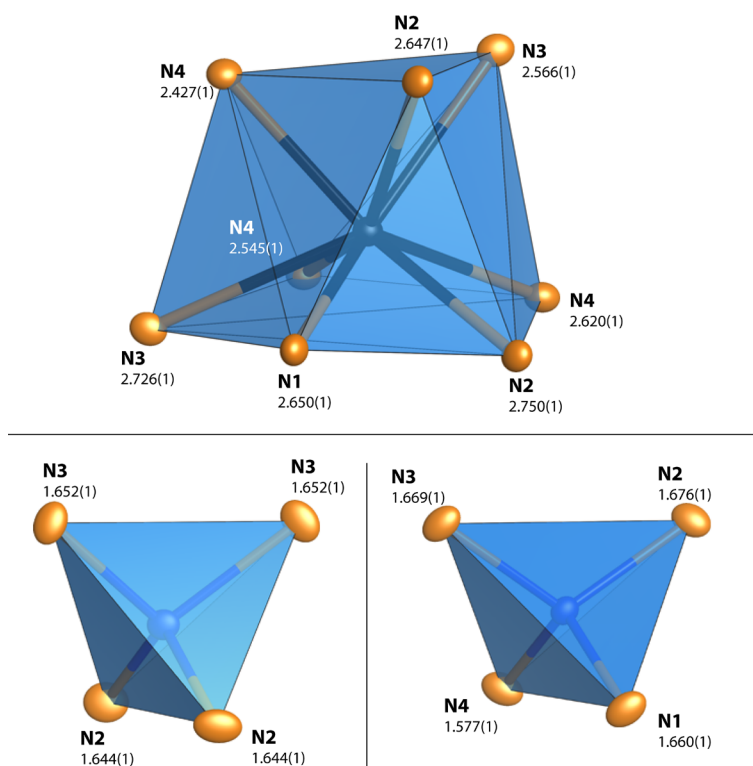 N2
2.647(1)
N3
2.566(1)
N4
2.427(1)
N4
2.545(1)
N4
2.620(1)
N3
2.726(1)
N1
2.650(1)
N2
2.750(1)
N3
1.652(1)
N3
1.652(1)
N2
1.644(1)
N2
1.644(1)
N3
1.669(1)
N2
1.676(1)
N4
1.577(1)
N1
1.660(1)